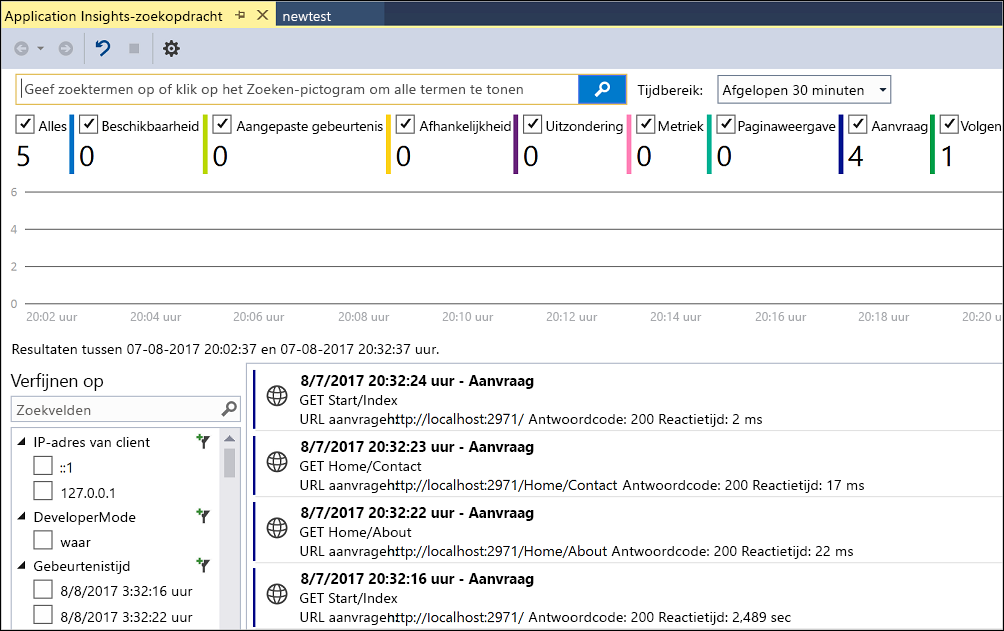 Application Insights-zoekopdracht newtest
Geef zoektermen op of klik op het Zoeken-pictogram om alle termen te tonen Tijdbereik: Afgelopen 30 minuten
Alles Beschikbaarheid Aangepaste gebeurtenis Afhankelijkheid Uitzondering Metriek Paginaweergave Aanvraag Volgen
5 0 0 0 0 0 0 4 1
6
4
2
0
20:02 uur 20:04 uur 20:06 uur 20:08 uur 20:10 uur 20:12 uur 20:14 uur 20:16 uur 20:18 uur 20:20 u
Resultaten tussen 07-08-2017 20:02:37 en 07-08-2017 20:32:37 uur.
Verfijnen op
Zoekvelden
IP-adres van client
::1
127.0.0.1
DeveloperMode
waar
Gebeurtenistijd
8/8/2017 3:32:16 uur
8/8/2017 3:32:22 uur
8/7/2017 20:32:24 uur - Aanvraag
GET Start/Index
URL aanvragen: http://localhost:2971/ Antwoordcode: 200 Reactietijd: 2 ms
8/7/2017 20:32:23 uur - Aanvraag
GET Home/Contact
URL aanvragen: http://localhost:2971/Home/Contact Antwoordcode: 200 Reactietijd: 17 ms
8/7/2017 20:32:22 uur - Aanvraag
GET Home/About
URL aanvragen: http://localhost:2971/Home/About Antwoordcode: 200 Reactietijd: 22 ms
8/7/2017 20:32:16 uur - Aanvraag
GET Start/Index
URL aanvragen: http://localhost:2971/ Antwoordcode: 200 Reactietijd: 2,489 sec